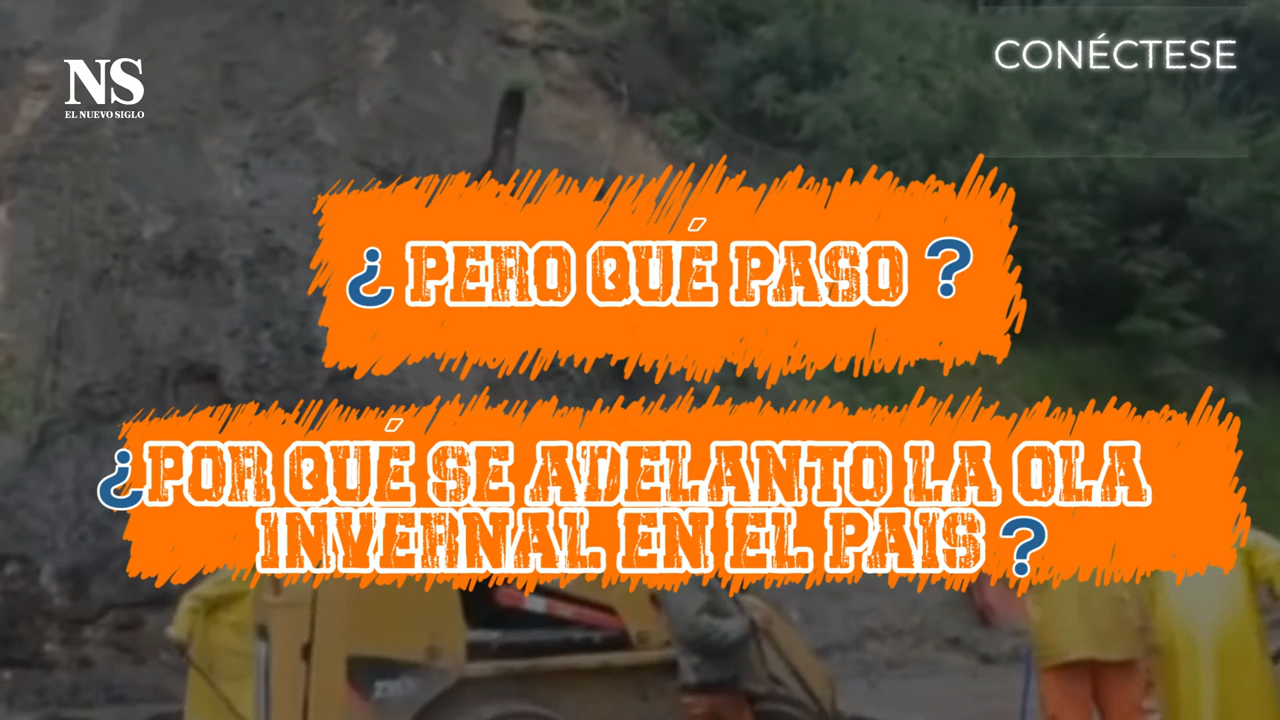 NS
EL NUEVO SIGLO
CONÉCTESE
¿ PERO QUÉ PASO ?
¿POR QUÉ SE ADELANTO LA OLA
INVERNAL EN EL PAIS ?